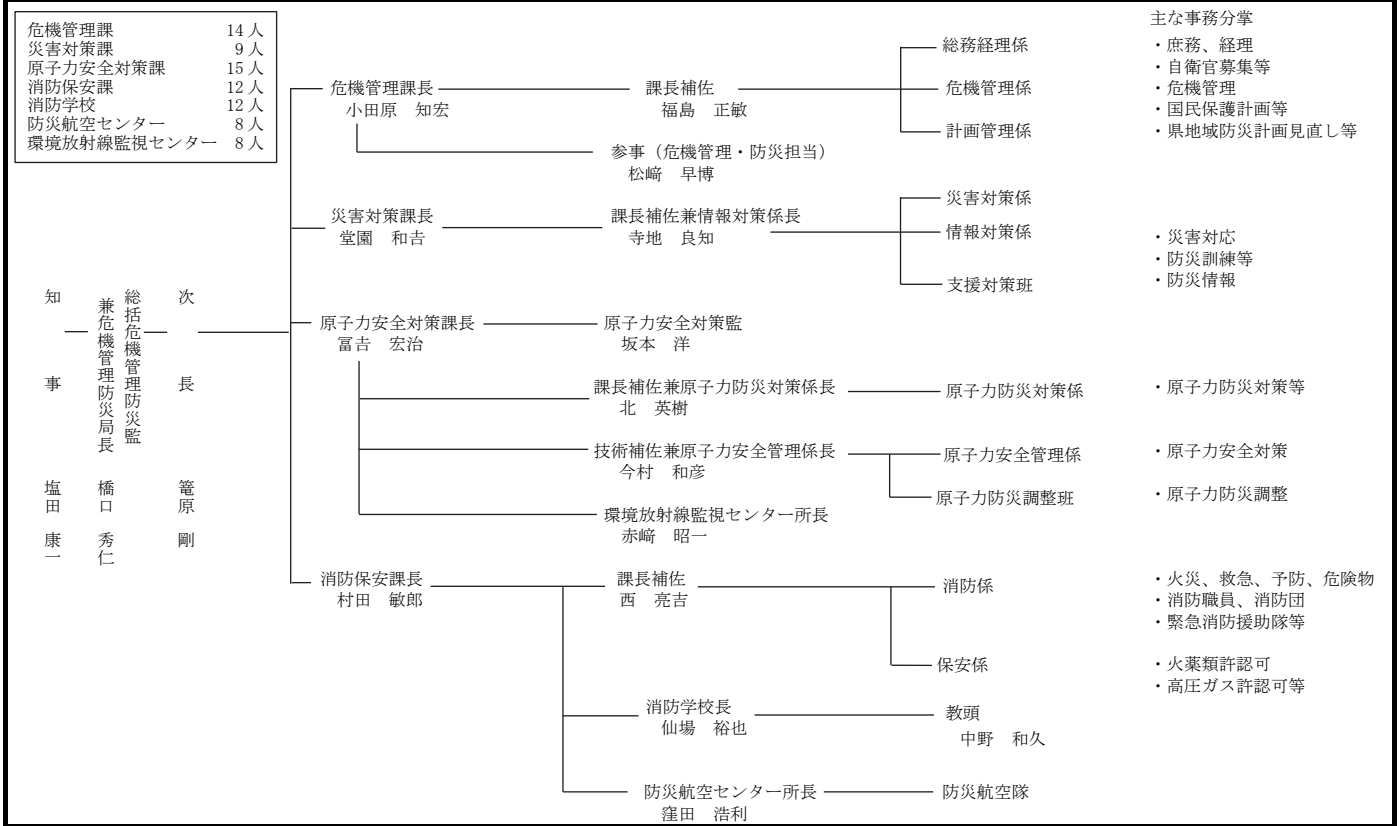 危機管理課 14人
災害対策課 9人
原子力安全対策課 15人
消防保安課 12人
消防学校 12人
防災航空センター 8人
環境放射線監視センター 8人
知事
塩田 康一
総括危機管理防災監
兼危機管理防災局長
橋口 秀仁
次長
篭原 剛
危機管理課長
小田原 知宏
課長補佐
福島 正敏
総務経理係
危機管理係
計画管理係
参事（危機管理・防災担当）
松﨑 早博
災害対策課長
堂園 和𠮷
課長補佐兼情報対策係長
寺地 良知
災害対策係
情報対策係
支援対策班
原子力安全対策課長
冨𠮷 宏治
原子力安全対策監
坂本 洋
課長補佐兼原子力防災対策係長
北 英樹
原子力防災対策係
技術補佐兼原子力安全管理係長
今村 和彦
原子力安全管理係
原子力防災調整班
環境放射線監視センター所長
赤﨑 昭一
消防保安課長
村田 敏郎
課長補佐
西 亮吉
消防係
保安係
消防学校長
仙場 裕也
教頭
中野 和久
防災航空センター所長
窪田 浩利
防災航空隊
主な事務分掌
・庶務、経理
・自衛官募集等
・危機管理
・国民保護計画等
・県地域防災計画見直し等
・災害対応
・防災訓練等
・防災情報
・原子力防災対策等
・原子力安全対策
・原子力防災調整
・火災、救急、予防、危険物
・消防職員、消防団
・緊急消防援助隊等
・火薬類許認可
・高圧ガス許認可等